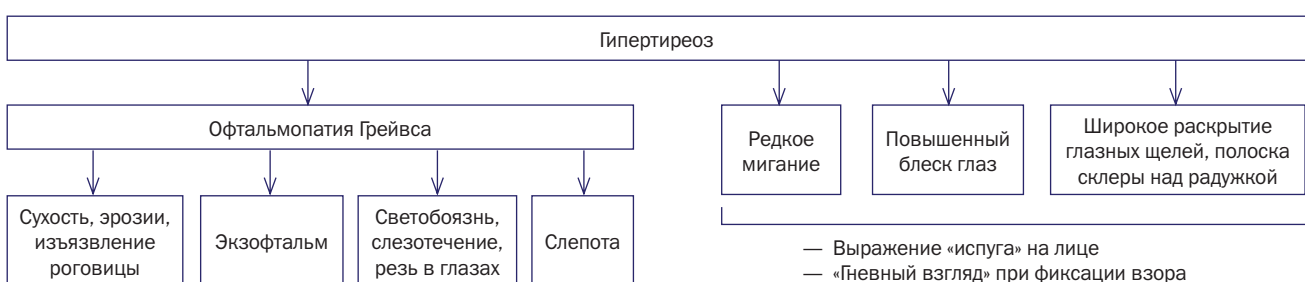 Гипертиреоз
Офтальмопатия Грейвса
Редкое
мигание
Повышенный
блеск глаз
Широкое раскрытие
глазных щелей, полоска
склеры над радужкой
Сухость, эрозии,
изъязвление
роговицы
Экзофтальм
Светобоязнь,
слезотечение,
резь в глазах
Слепота
— Выражение «испуга» на лице
— «Гневный взгляд» при фиксации взора